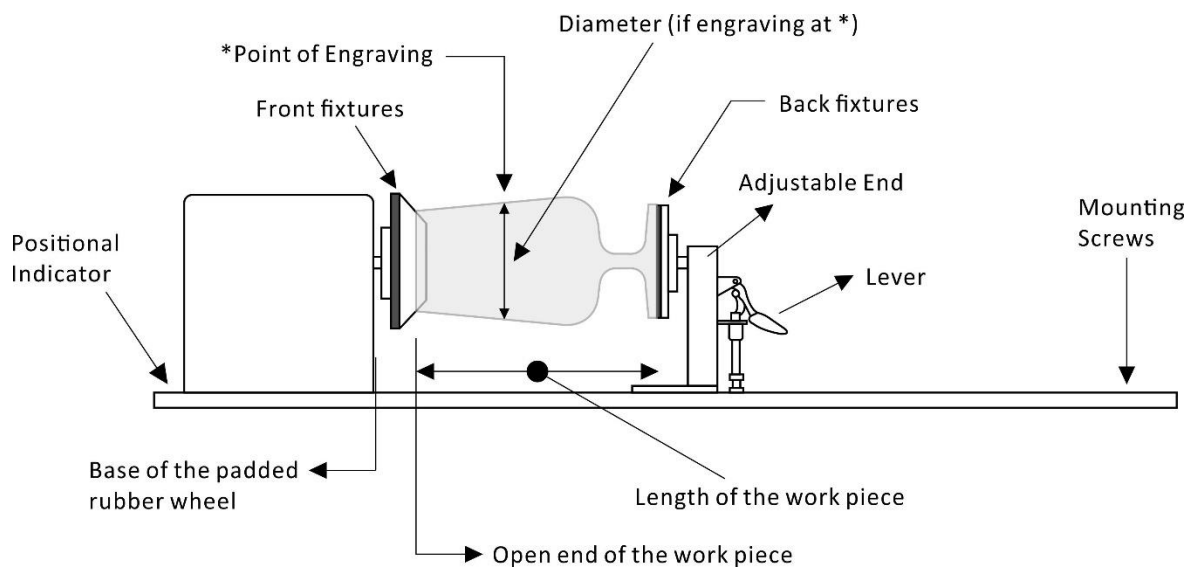 Diameter (if engraving at *)
*Point of Engraving
Front fixtures
Back fixtures
Adjustable End
Mounting
Screws
Positional
Indicator
Lever
Base of the padded
rubber wheel
Length of the work piece
Open end of the work piece